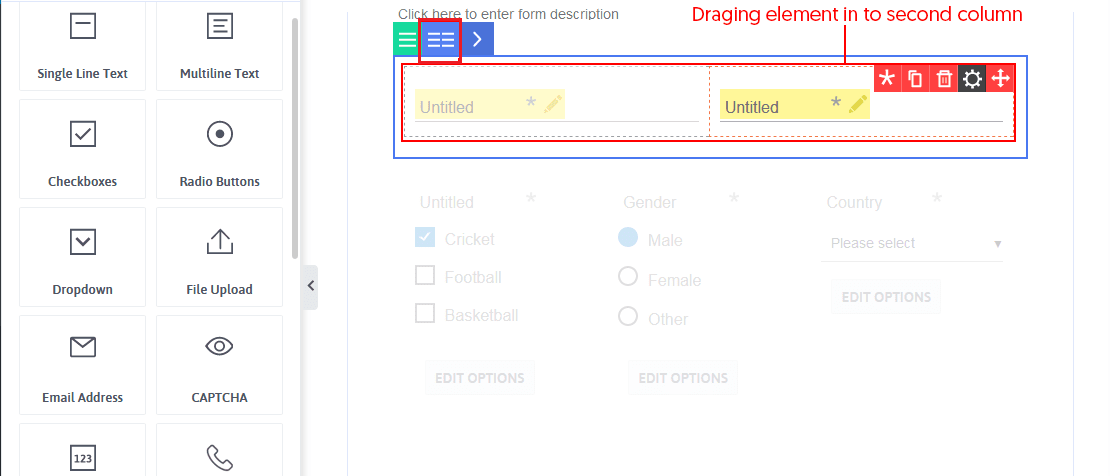 Click here to enter form description
Draging element in to second column
Single Line Text
Multiline Text
Untitled *
Untitled *
Checkboxes
Radio Buttons
Untitled *
Gender *
Country *
Cricket
Male
Please select
Football
Female
Dropdown
File Upload
EDIT OPTIONS
Basketball
Other
EDIT OPTIONS
EDIT OPTIONS
Email Address
CAPTCHA
123